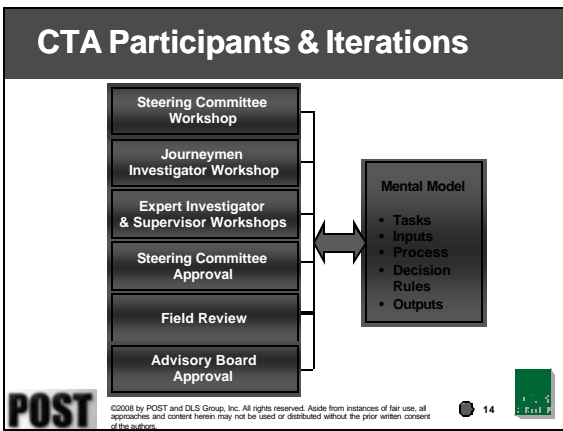 CTA Participants & Iterations
Steering Committee
Workshop
Journeymen
Investigator Workshop
Expert Investigator
& Supervisor Workshops
Steering Committee
Approval
Field Review
Advisory Board
Approval
Mental Model
• Tasks
• Inputs
• Process
• Decision
Rules
• Outputs
POST
©2008 by POST and DLS Group, Inc. All rights reserved. Aside from instances of fair use, all
approaches and content herein may not be used or distributed without the prior written consent
of the authors.
14